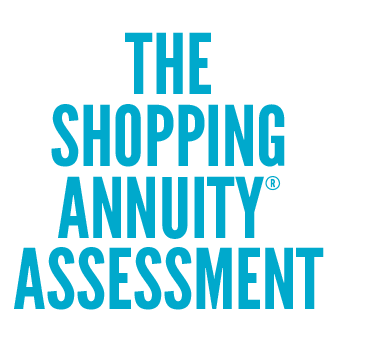 THE
SHOPPING
ANNUITY®
ASSESSMENT